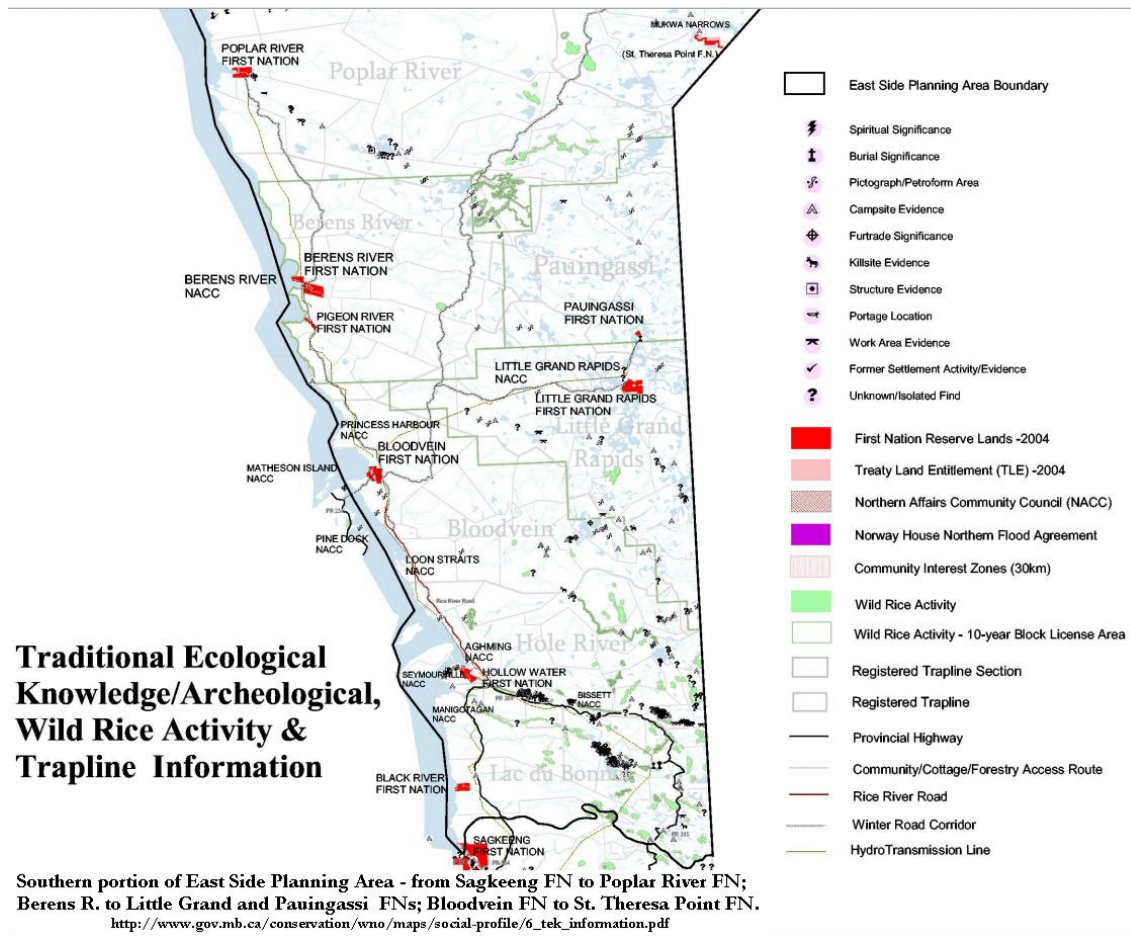 MUKWA NARROWS
(St. Theresa Point F.N.)
POPLAR RIVER
FIRST NATION
Poplar River
Berens River
BERENS RIVER
FIRST NATION
BERENS RIVER
NACC
PIGEON RIVER
FIRST NATION
Pauingassi
PAUINGASSI
FIRST NATION
LITTLE GRAND RAPIDS
NACC
LITTLE GRAND RAPIDS
FIRST NATION
Little Grand
Rapids
PRINCESS HARBOUR
NACC
BLOODVEIN
FIRST NATION
MATHESON ISLAND
NACC
PINE DOCK
NACC
Bloodvein
LOON STRAITS
NACC
Rice River Road
Hole River
AGHMING
NACC
SEYMOURVILLE
NACC
HOLLOW WATER
FIRST NATION
BISSETT
NACC
MANIGOTAGAN
NACC
BLACK RIVER
FIRST NATION
Lac du Bonnet
PR 315
SAGKEENG
FIRST NATION
East Side Planning Area Boundary
Spiritual Significance
Burial Significance
Pictograph/Petroform Area
Campsite Evidence
Furtrade Significance
Killsite Evidence
Structure Evidence
Portage Location
Work Area Evidence
Former Settlement Activity/Evidence
Unknown/Isolated Find
First Nation Reserve Lands -2004
Treaty Land Entitlement (TLE) -2004
Northern Affairs Community Council (NACC)
Norway House Northern Flood Agreement
Community Interest Zones (30km)
Wild Rice Activity
Wild Rice Activity - 10-year Block License Area
Registered Trapline Section
Registered Trapline
Provincial Highway
Community/Cottage/Forestry Access Route
Rice River Road
Winter Road Corridor
HydroTransmission Line
Traditional Ecological
Knowledge/Archeological,
Wild Rice Activity &
Trapline Information
Southern portion of East Side Planning Area - from Sagkeeng FN to Poplar River FN;
Berens R. to Little Grand and Pauingassi FNs; Bloodvein FN to St. Theresa Point FN.
http://www.gov.mb.ca/conservation/wno/maps/social-profile/6_tek_information.pdf